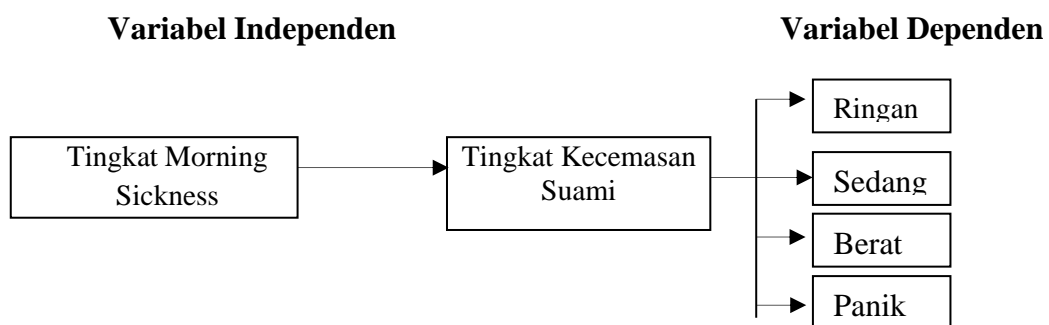 Variabel Independen
Variabel Dependen
Tingkat Morning
Sickness
Tingkat Kecemasan
Suami
Ringan
Sedang
Berat
Panik